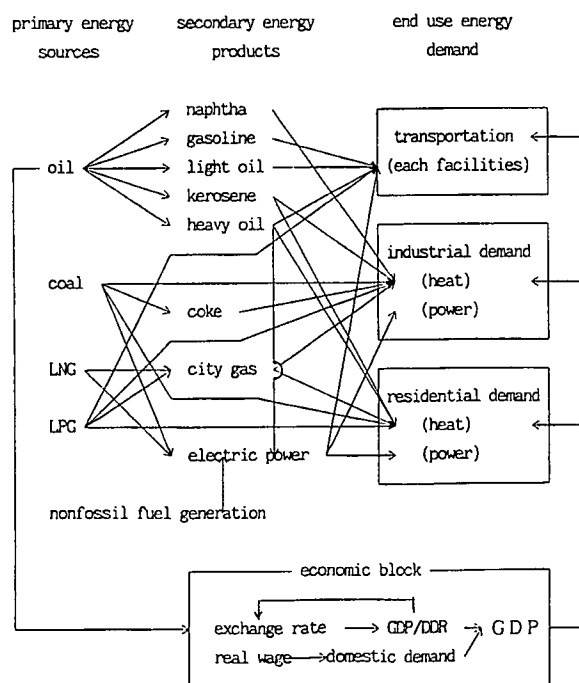 primary energy secondary energy end use energy
sources products demand
naphtha
gasoline transportation
oil light oil (each facilities)
kerosene
heavy oil
industrial demand
coal (heat)
coke (power)
LNG city gas
residential demand
LPG (heat)
electric power (power)
nonfossil fuel generation
economic block
exchange rate GDP/DDR GDP
real wage domestic demand